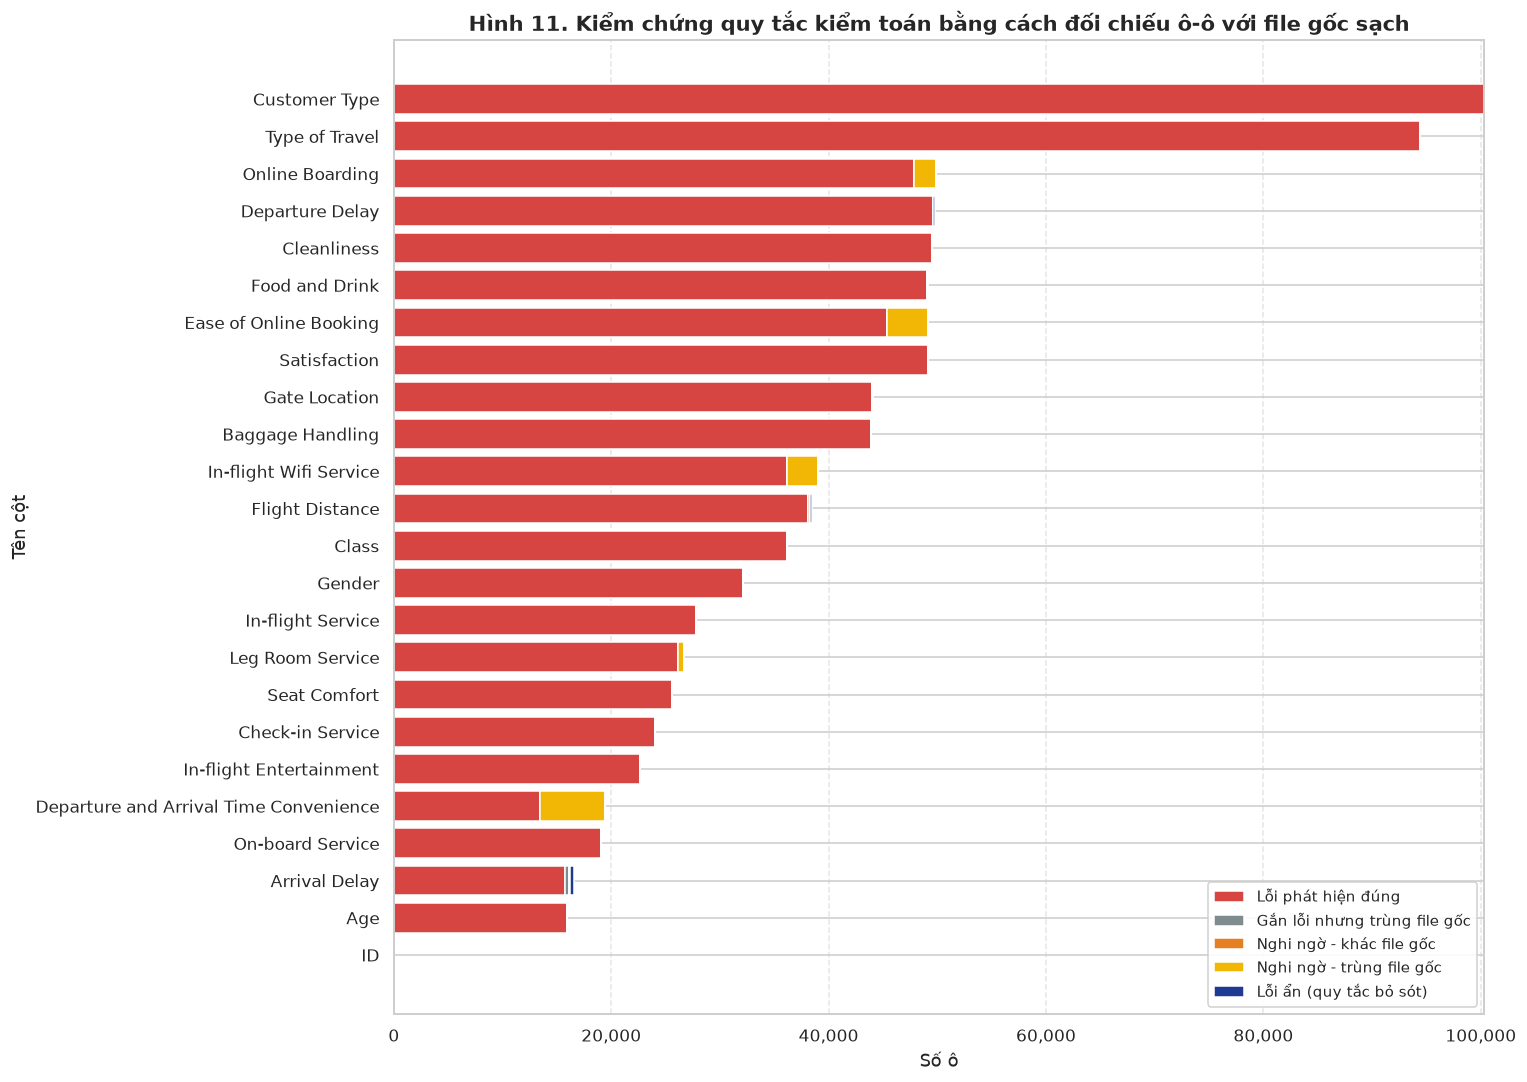 Hình 11. Kiểm chứng quy tắc kiểm toán bằng cách đối chiếu ô-ô với file gốc sạch
Customer Type
Type of Travel
Online Boarding
Departure Delay
Cleanliness
Food and Drink
Ease of Online Booking
Satisfaction
Gate Location
Baggage Handling
In-flight Wifi Service
Flight Distance
Class
Gender
In-flight Service
Leg Room Service
Seat Comfort
Check-in Service
In-flight Entertainment
Departure and Arrival Time Convenience
On-board Service
Arrival Delay
Age
ID
Tên cột
Lỗi phát hiện đúng
Gắn lỗi nhưng trùng file gốc
Nghi ngờ - khác file gốc
Nghi ngờ - trùng file gốc
Lỗi ẩn (quy tắc bỏ sót)
0 20,000 40,000 60,000 80,000 100,000
Số ô